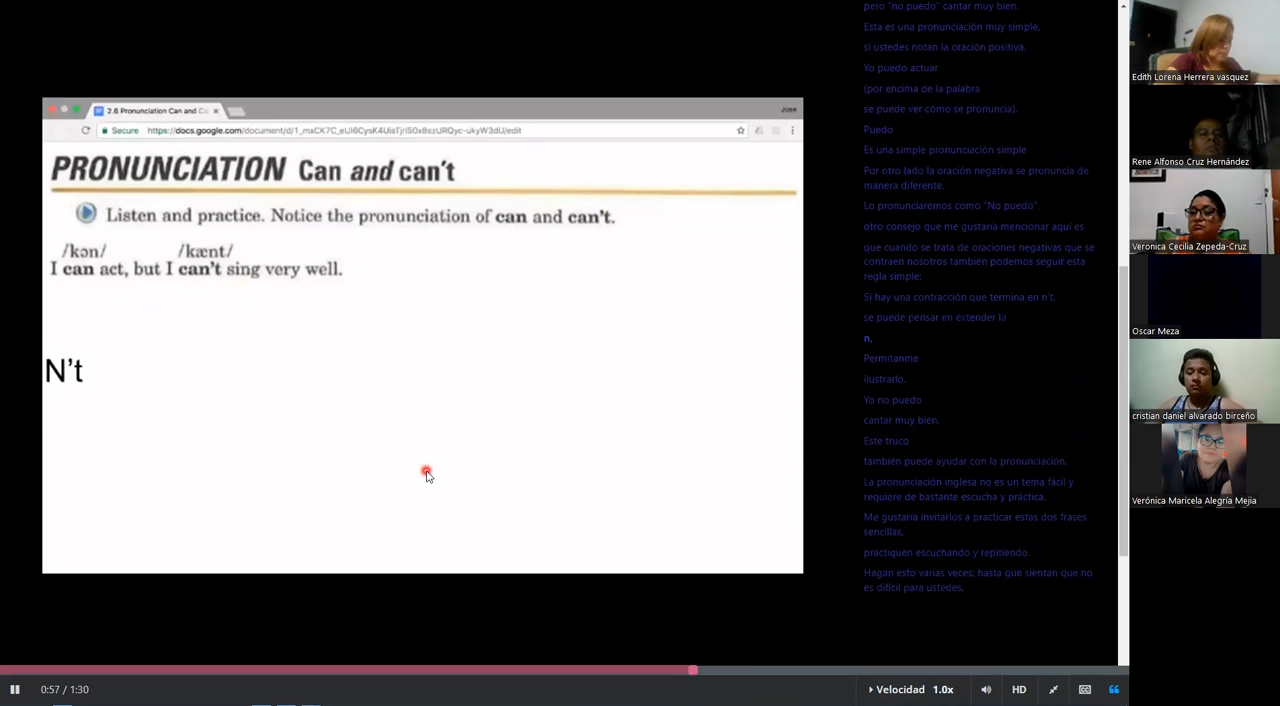 2.6 Pronunciation Can and C
Jose
Secure https://docs.google.com/document/d/1_mxCK7C_eUl6CysK4UisTjrl50x8szURQyc-ukyW3dU/edit
PRONUNCIATION Can and can't
Listen and practice. Notice the pronunciation of can and can't.
/kən/ /kænt/
I can act, but I can't sing very well.
N't
pero "no puedo" cantar muy bien.
Esta es una pronunciación muy simple,
si ustedes notan la oración positiva.
Yo puedo actuar
(por encima de la palabra
se puede ver cómo se pronuncia).
Puedo
Es una simple pronunciación simple
Por otro lado la oración negativa se pronuncia de
manera diferente.
Lo pronunciaremos como "No puedo".
otro consejo que me gustaría mencionar aquí es
que cuando se trata de oraciones negativas que se
contraen nosotros también podemos seguir esta
regla simple:
Si hay una contracción que termina en n't.
se puede pensar en extender la
n,
Permítanme
ilustrarlo.
Yo no puedo
cantar muy bien.
Este truco
también puede ayudar con la pronunciación.
La pronunciación inglesa no es un tema fácil y
requiere de bastante escucha y práctica.
Me gustaría invitarlos a practicar estas dos frases
sencillas,
practiquen escuchando y repitiendo.
Hagan esto varias veces; hasta que sientan que no
es difícil para ustedes,
Edith Lorena Herrera vasquez
Rene Alfonso Cruz Hernández
Veronica Cecilia Zepeda-Cruz
Oscar Meza
cristian daniel alvarado birceño
Verónica Maricela Alegría Mejia
0:57 / 1:30
Velocidad 1.0x
HD
CC